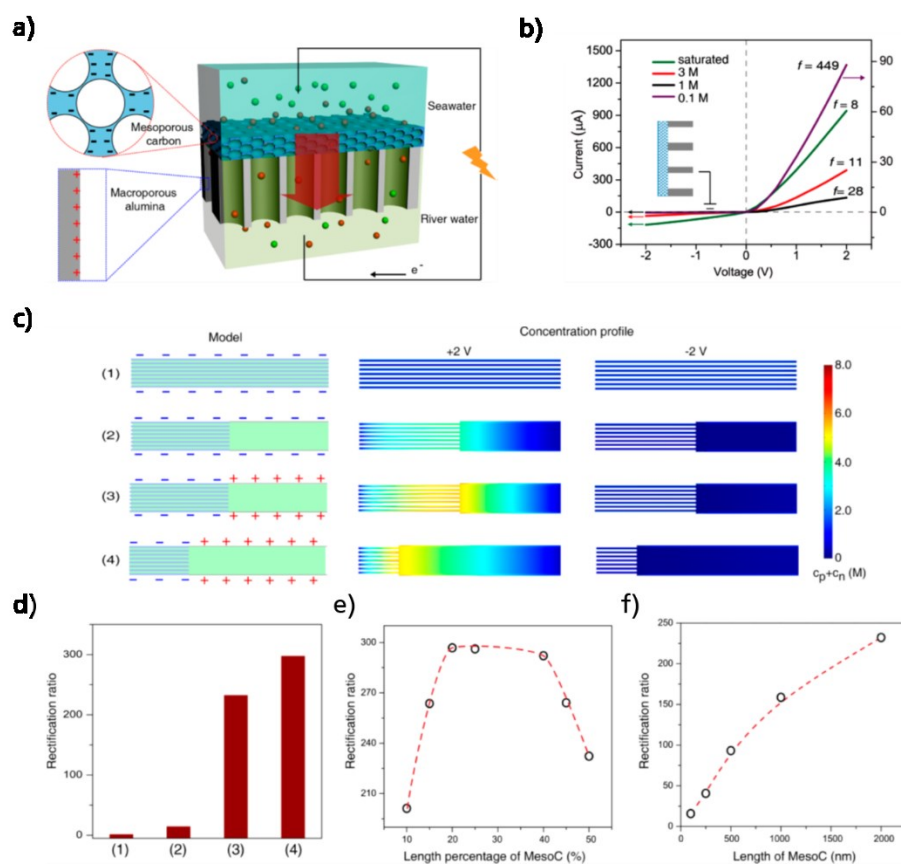 a)
Mesoporous
carbon
Macroporous
alumina
Seawater
River water
e⁻
b)
Current (µA)
1500
1200
900
600
300
0
-300
saturated
3 M
1 M
0.1 M
f = 449
f = 8
f = 11
f = 28
90
60
30
0
-2 -1 0 1 2
Voltage (V)
c)
Model
Concentration profile
+2 V
-2 V
(1)
(2)
(3)
(4)
8.0
6.0
4.0
2.0
0
cp+cn (M)
d)
Rectification ratio
300
200
100
0
(1) (2) (3) (4)
e)
Rectification ratio
300
270
240
210
10 20 30 40 50
Length percentage of MesoC (%)
f)
Rectification ratio
250
200
150
100
50
0
0 500 1000 1500 2000
Length of MesoC (nm)